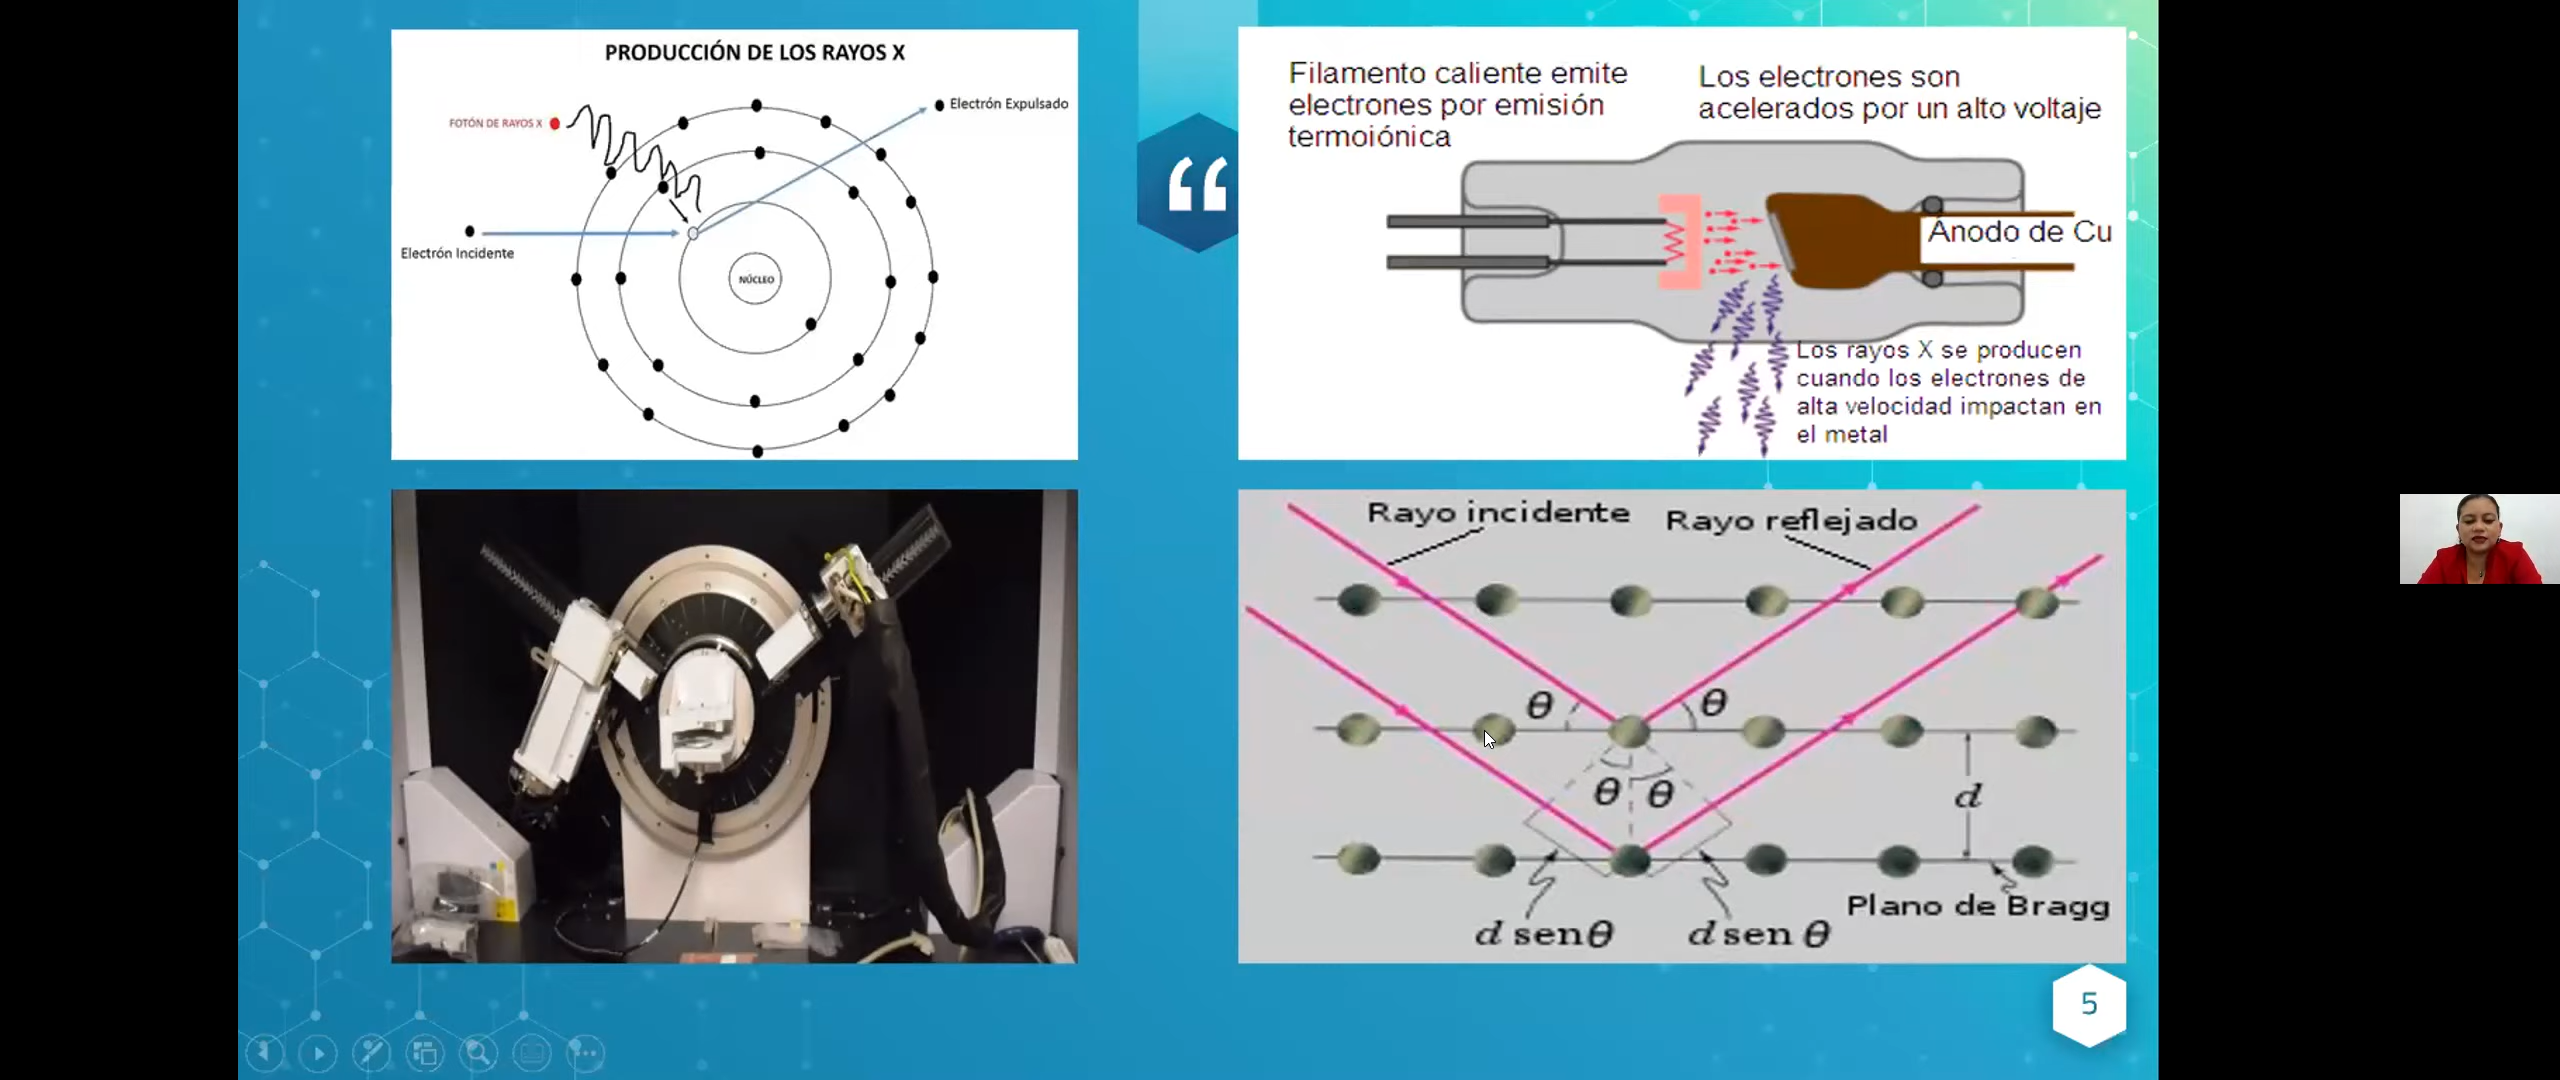 PRODUCCIÓN DE LOS RAYOS X
FOTÓN DE RAYOS X
Electrón Expulsado
Electrón Incidente
NÚCLEO
Filamento caliente emite
electrones por emisión
termoiónica
Los electrones son
acelerados por un alto voltaje
Ánodo de Cu
Los rayos X se producen
cuando los electrones de
alta velocidad impactan en
el metal
Rayo incidente
Rayo reflejado
θ
θ
θ
θ
d
Plano de Bragg
d senθ
d sen θ
5